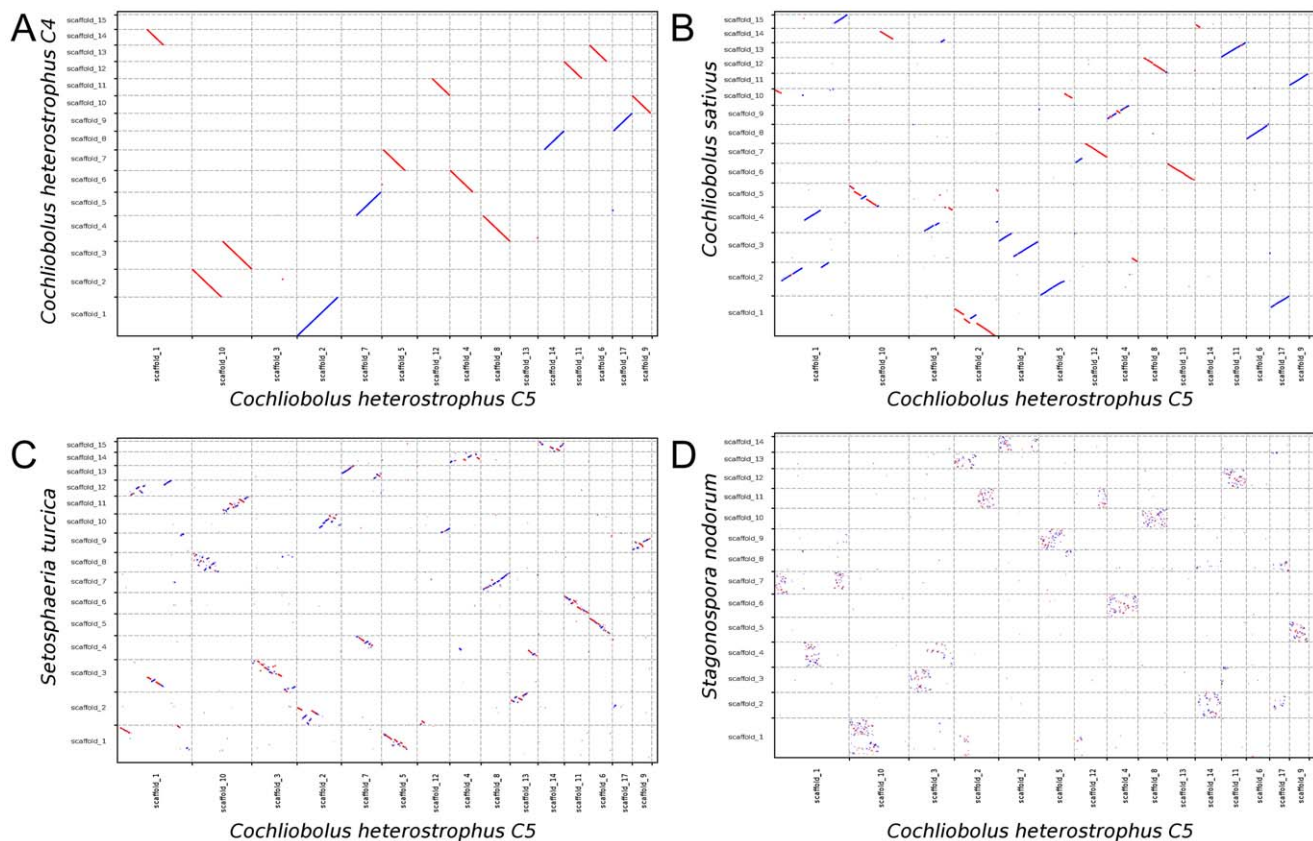 A
Cochliobolus heterostrophus C4
scaffold_15
scaffold_14
scaffold_13
scaffold_12
scaffold_11
scaffold_10
scaffold_9
scaffold_8
scaffold_7
scaffold_6
scaffold_5
scaffold_4
scaffold_3
scaffold_2
scaffold_1
scaffold_1
scaffold_10
scaffold_3
scaffold_2
scaffold_7
scaffold_5
scaffold_12
scaffold_4
scaffold_8
scaffold_13
scaffold_14
scaffold_11
scaffold_6
scaffold_17
scaffold_9
Cochliobolus heterostrophus C5
B
Cochliobolus sativus
scaffold_15
scaffold_14
scaffold_13
scaffold_12
scaffold_11
scaffold_10
scaffold_9
scaffold_8
scaffold_7
scaffold_6
scaffold_5
scaffold_4
scaffold_3
scaffold_2
scaffold_1
scaffold_1
scaffold_10
scaffold_3
scaffold_2
scaffold_7
scaffold_5
scaffold_12
scaffold_4
scaffold_8
scaffold_13
scaffold_14
scaffold_11
scaffold_6
scaffold_17
scaffold_9
Cochliobolus heterostrophus C5
C
Setosphaeria turcica
scaffold_15
scaffold_14
scaffold_13
scaffold_12
scaffold_11
scaffold_10
scaffold_9
scaffold_8
scaffold_7
scaffold_6
scaffold_5
scaffold_4
scaffold_3
scaffold_2
scaffold_1
scaffold_1
scaffold_10
scaffold_3
scaffold_2
scaffold_7
scaffold_5
scaffold_12
scaffold_4
scaffold_8
scaffold_13
scaffold_14
scaffold_11
scaffold_6
scaffold_17
scaffold_9
Cochliobolus heterostrophus C5
D
Stagonospora nodorum
scaffold_14
scaffold_13
scaffold_12
scaffold_11
scaffold_10
scaffold_9
scaffold_8
scaffold_7
scaffold_6
scaffold_5
scaffold_4
scaffold_3
scaffold_2
scaffold_1
scaffold_1
scaffold_10
scaffold_3
scaffold_2
scaffold_7
scaffold_5
scaffold_12
scaffold_4
scaffold_8
scaffold_13
scaffold_14
scaffold_11
scaffold_6
scaffold_17
scaffold_9
Cochliobolus heterostrophus C5